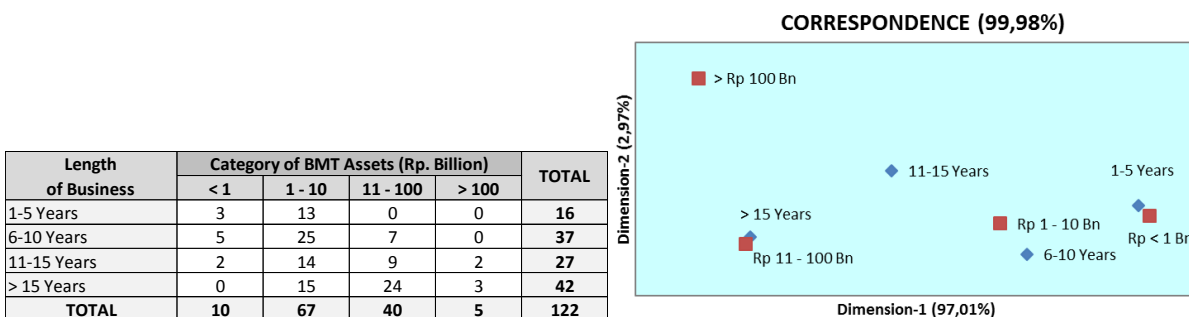 Length of Business Category of BMT Assets (Rp. Billion) TOTAL
< 1 1 - 10 11 - 100 > 100
1-5 Years 3 13 0 0 16
6-10 Years 5 25 7 0 37
11-15 Years 2 14 9 2 27
> 15 Years 0 15 24 3 42
TOTAL 10 67 40 5 122
CORRESPONDENCE (99,98%)
> Rp 100 Bn
11-15 Years
1-5 Years
> 15 Years
Rp 1 - 10 Bn
Rp < 1 Bn
Rp 11 - 100 Bn
6-10 Years
Dimension-2 (2,97%)
Dimension-1 (97,01%)